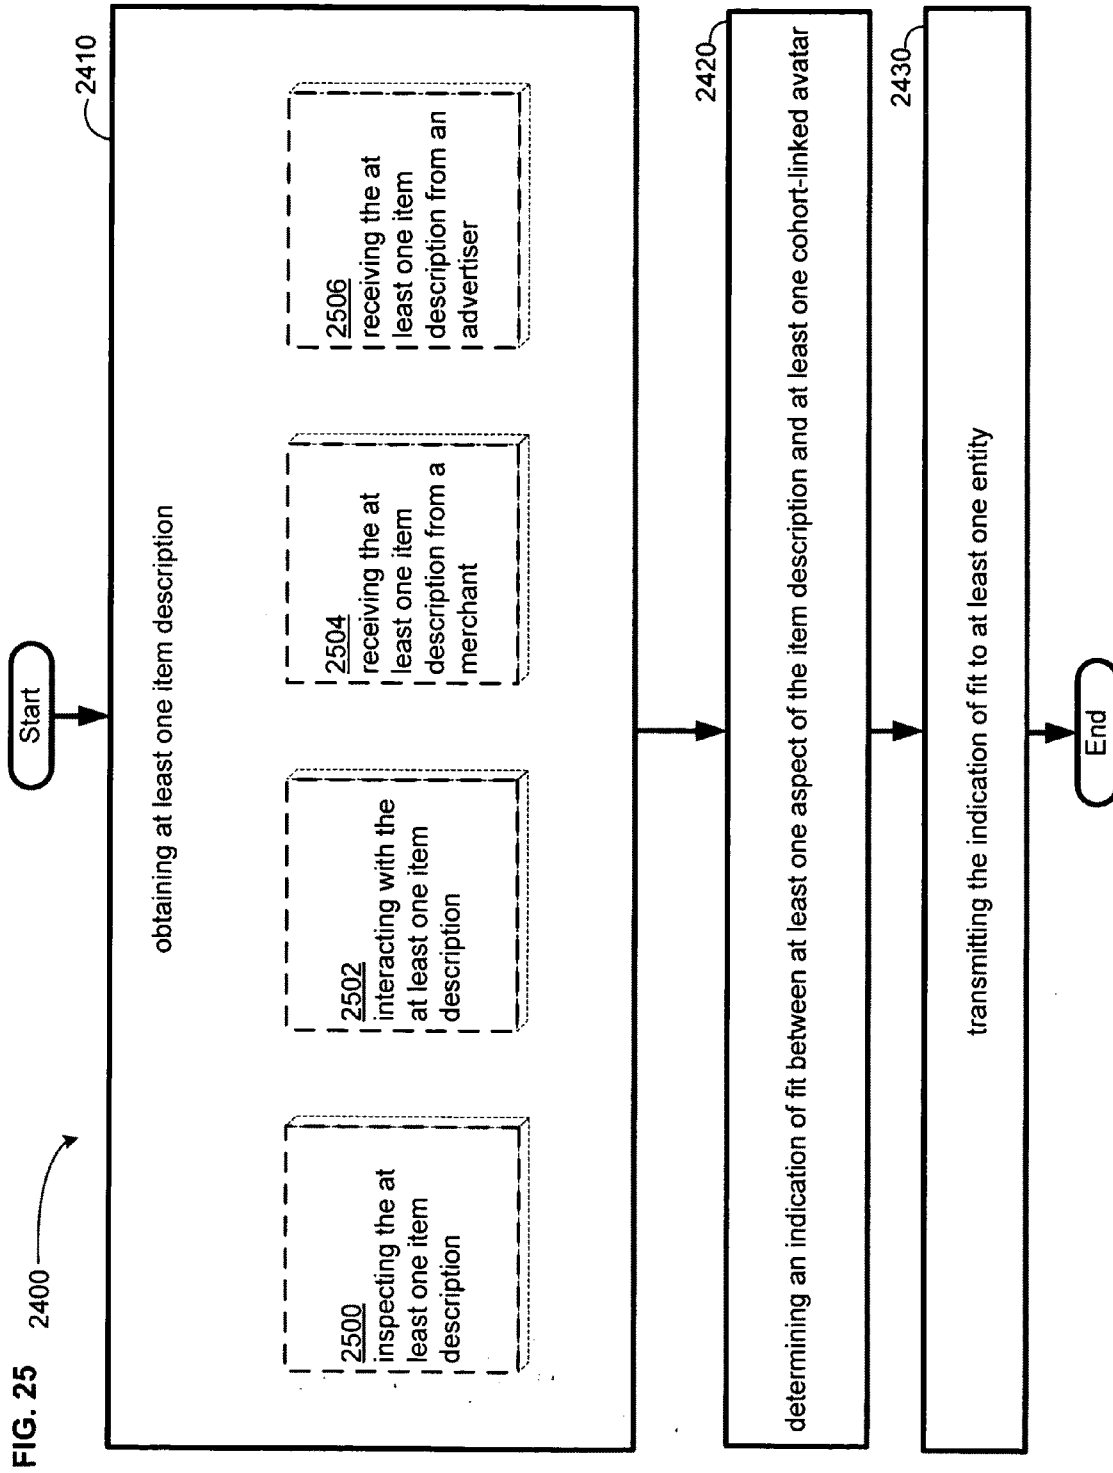 FIG. 25
2400
Start
2410
obtaining at least one item description
2500
inspecting the at
least one item
description
2502
interacting with the
at least one item
description
2504
receiving the at
least one item
description from a
merchant
2506
receiving the at
least one item
description from an
advertiser
2420
determining an indication of fit between at least one aspect of the item description and at least one cohort-linked avatar
2430
transmitting the indication of fit to at least one entity
End